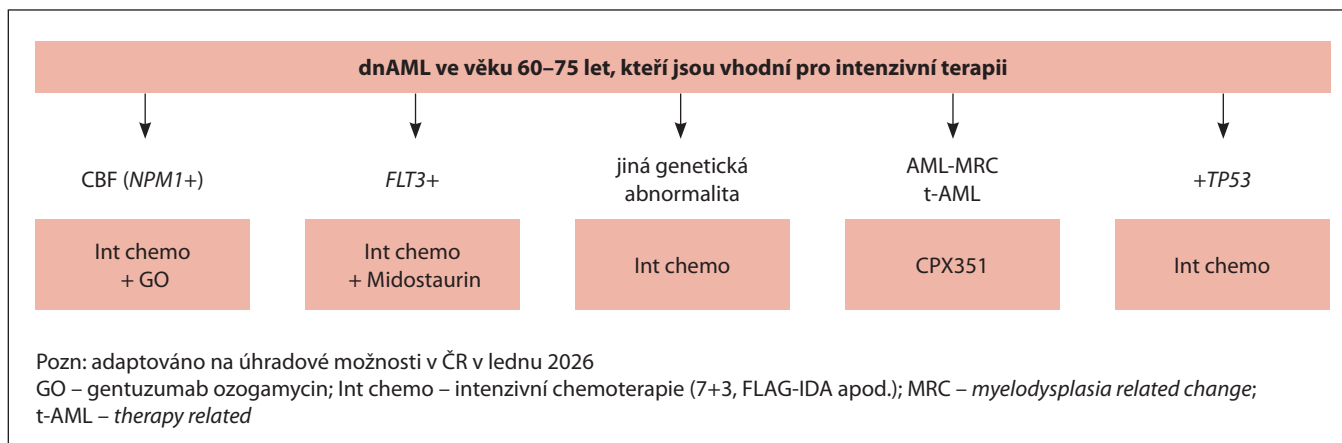 dnAML ve věku 60–75 let, kteří jsou vhodní pro intenzivní terapii
CBF (NPM1+)
Int chemo
+ GO
FLT3+
Int chemo
+ Midostaurin
jiná genetická
abnormalita
Int chemo
AML-MRC
t-AML
CPX351
+TP53
Int chemo
Pozn: adaptováno na úhradové možnosti v ČR v lednu 2026
GO – gentuzumab ozogamycin; Int chemo – intenzivní chemoterapie (7+3, FLAG-IDA apod.); MRC – myelodysplasia related change;
t-AML – therapy related